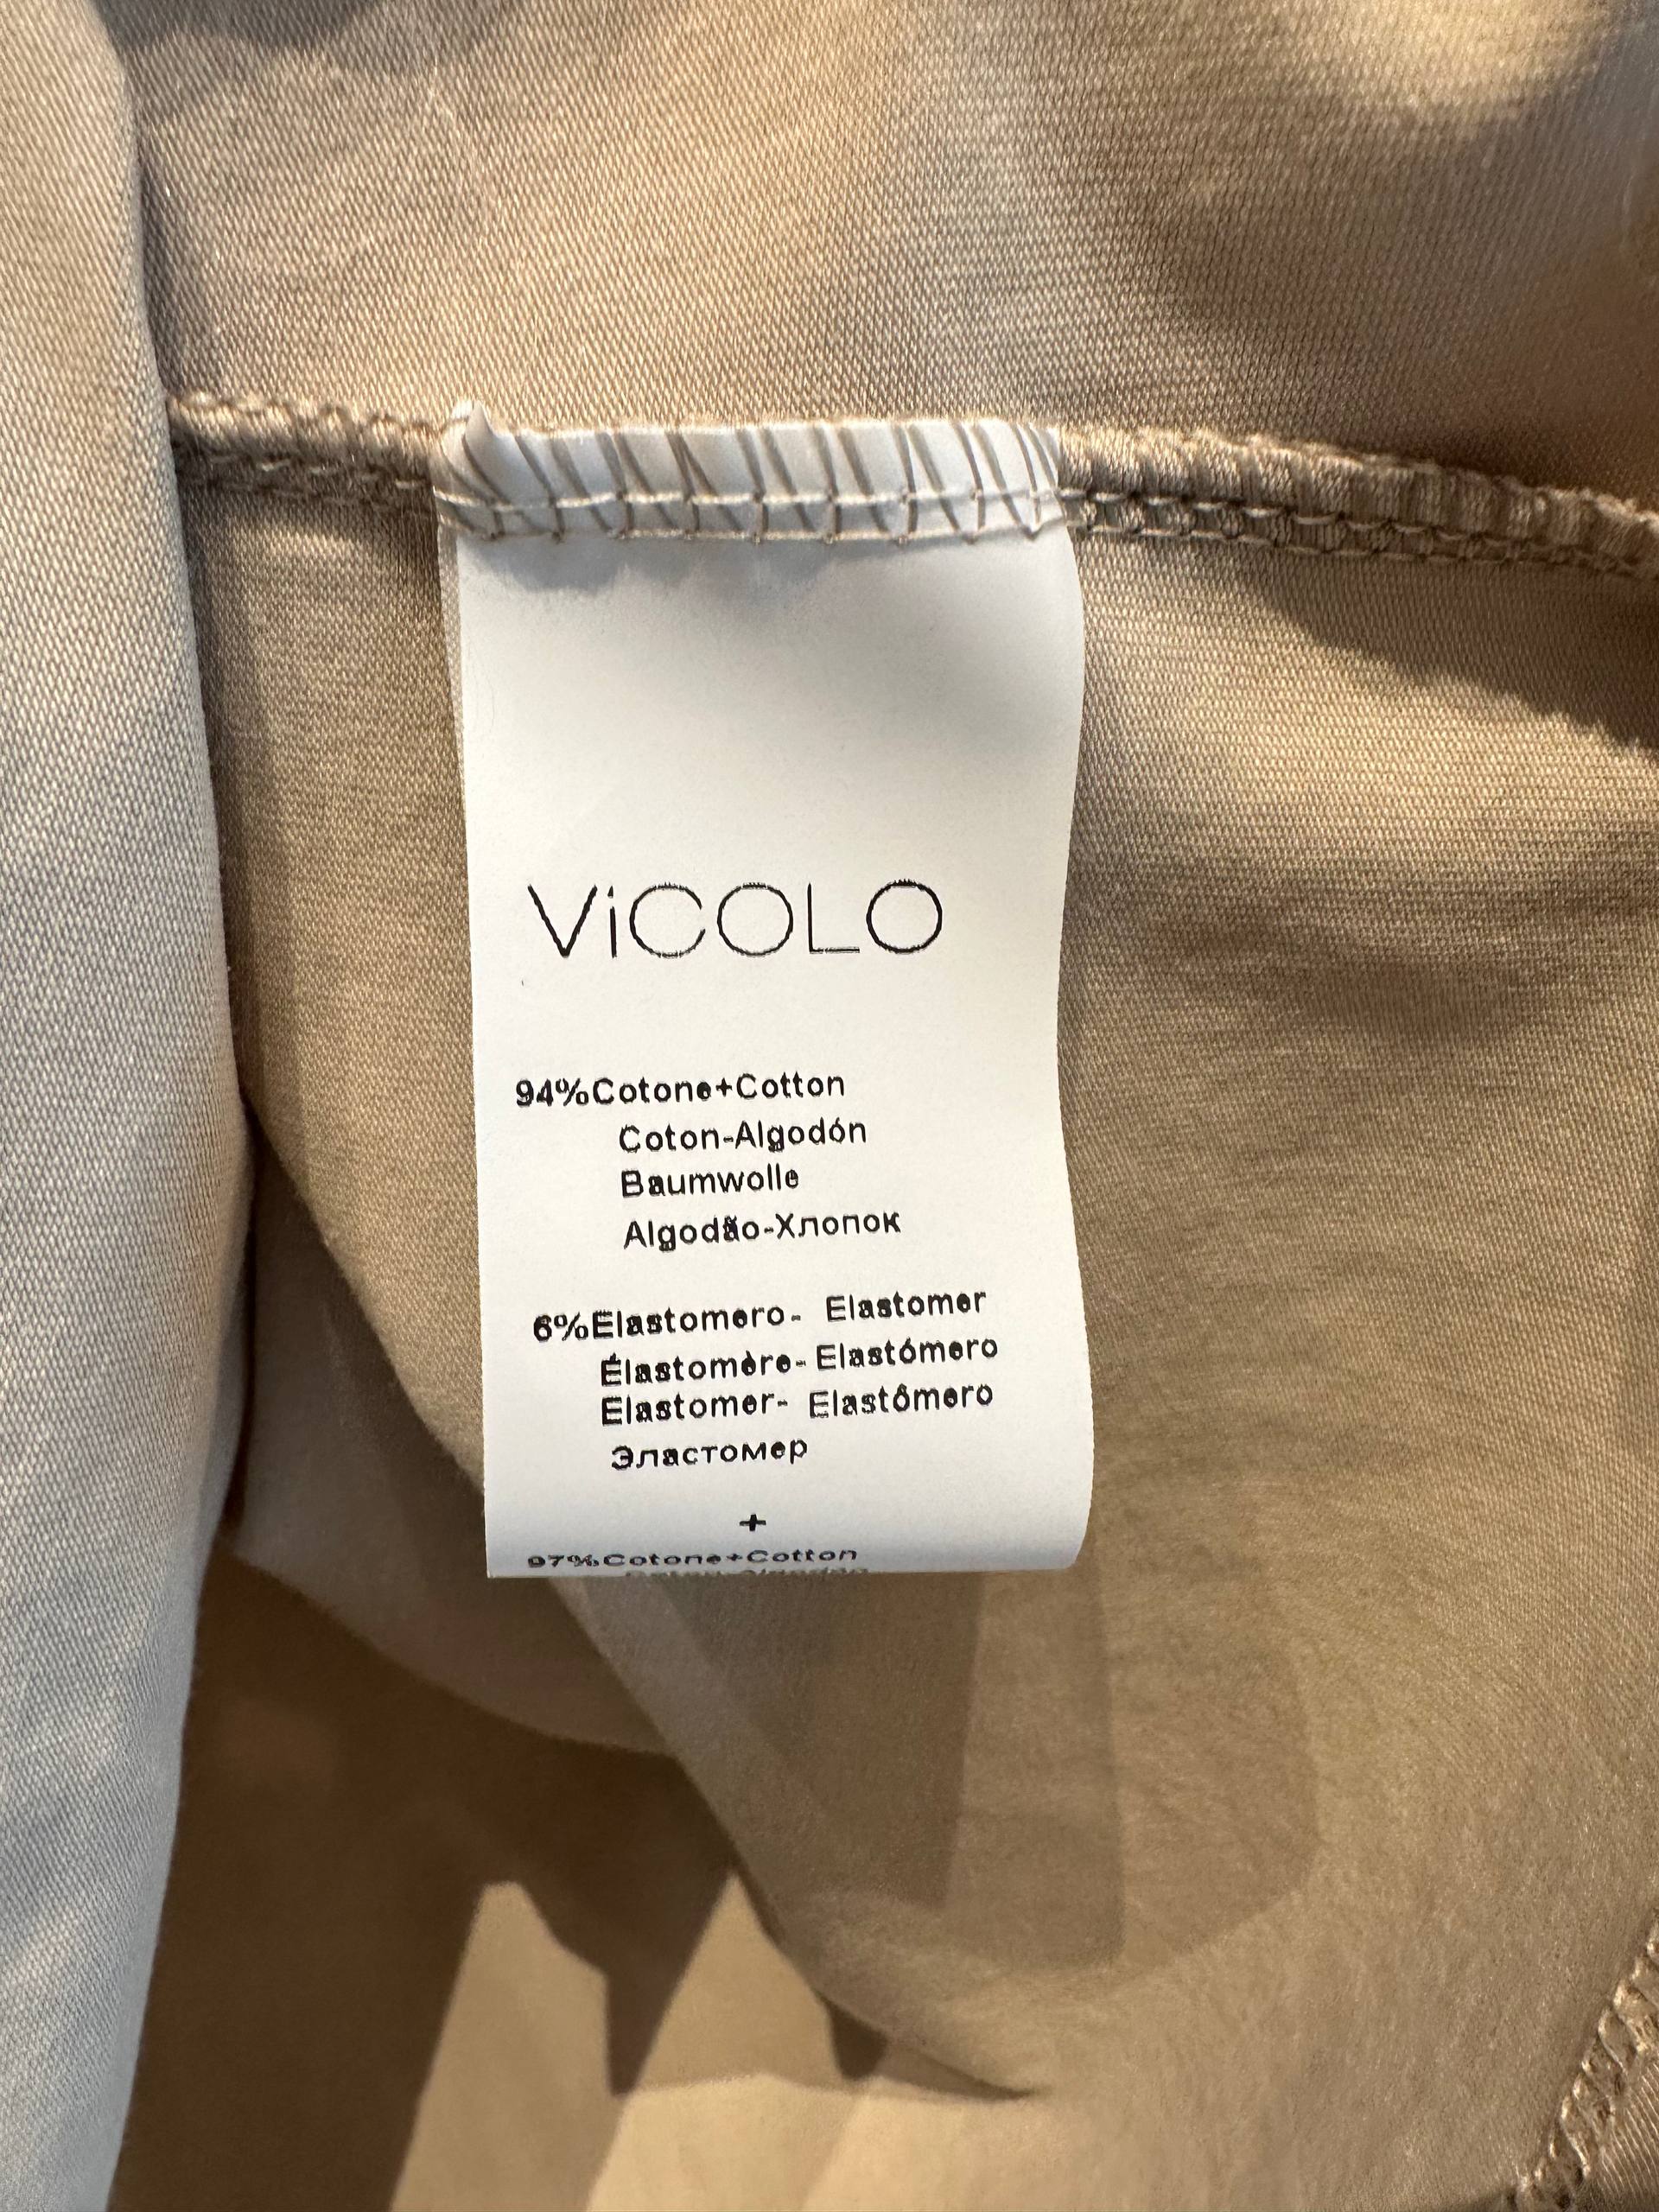 ViCOLO
94%Cotone+Cotton
Coton-Algodón
Baumwolle
Algodão-Хлопок
6%Elastomero- Elastomer
Élastomère- Elastómero
Elastomer- Elastômero
Эластомер
+
97%Cotone+Cotton